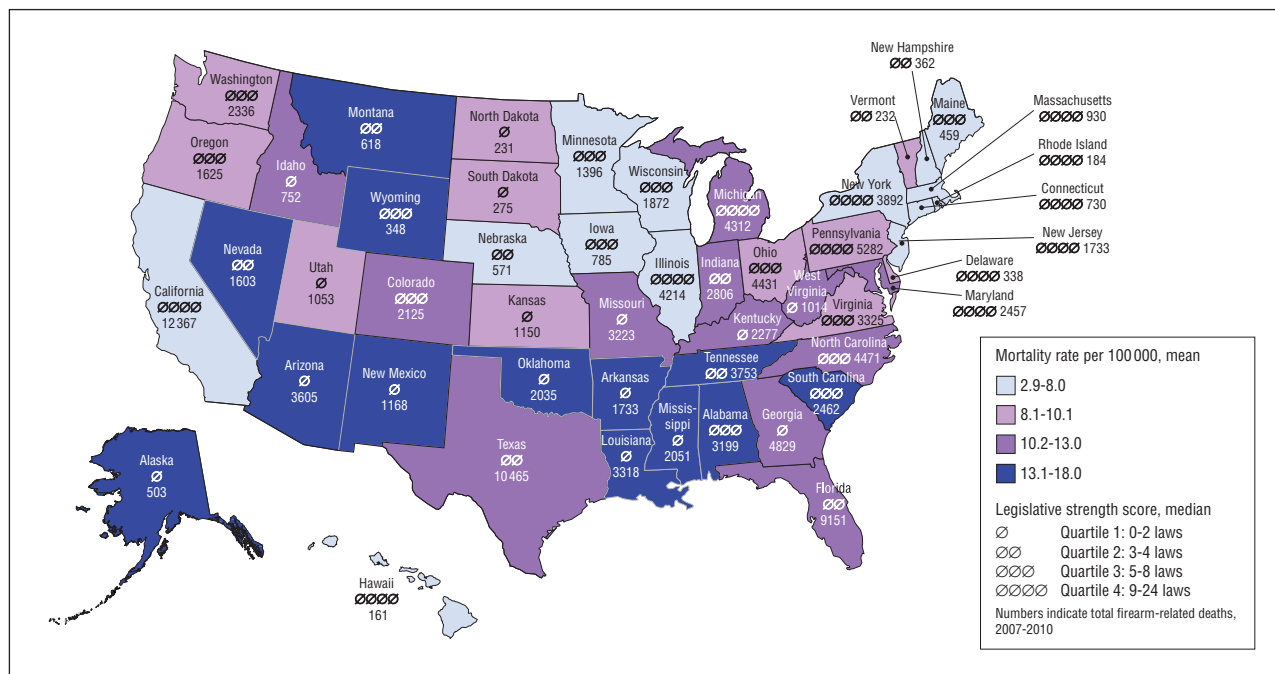 Washington
ØØØ
2336
Oregon
ØØØ
1625
California
ØØØØ
12 367
Idaho
Ø
752
Nevada
ØØ
1603
Montana
ØØ
618
Wyoming
ØØØ
348
Utah
Ø
1053
Colorado
ØØØ
2125
Arizona
Ø
3605
New Mexico
Ø
1168
North Dakota
Ø
231
South Dakota
Ø
275
Nebraska
ØØ
571
Kansas
Ø
1150
Oklahoma
Ø
2035
Texas
ØØ
10 465
Minnesota
ØØØ
1396
Iowa
ØØØ
785
Missouri
Ø
3223
Arkansas
Ø
1733
Louisiana
Ø
3318
Wisconsin
ØØØ
1872
Illinois
ØØØØ
4214
Michigan
ØØØØ
4312
Indiana
ØØ
2806
Ohio
ØØØ
4431
Kentucky
Ø 2277
Tennessee
ØØ 3753
Missis-
sippi
Ø
2051
Alabama
ØØØ
3199
Georgia
Ø
4829
Florida
ØØ
9151
South Carolina
ØØØ
2462
North Carolina
ØØØ 4471
Virginia
ØØØ 3325
West
Virginia
Ø 1014
Pennsylvania
ØØØØ 5282
New York
ØØØØ 3892
Vermont
ØØ 232
New Hampshire
ØØ 362
Maine
ØØØ
459
Massachusetts
ØØØØ 930
Rhode Island
ØØØØ 184
Connecticut
ØØØØ 730
New Jersey
ØØØØ 1733
Delaware
ØØØØ 338
Maryland
ØØØØ 2457
Alaska
Ø
503
Hawaii
ØØØØ
161
Mortality rate per 100 000, mean
2.9-8.0
8.1-10.1
10.2-13.0
13.1-18.0
Legislative strength score, median
Ø Quartile 1: 0-2 laws
ØØ Quartile 2: 3-4 laws
ØØØ Quartile 3: 5-8 laws
ØØØØ Quartile 4: 9-24 laws
Numbers indicate total firearm-related deaths,
2007-2010